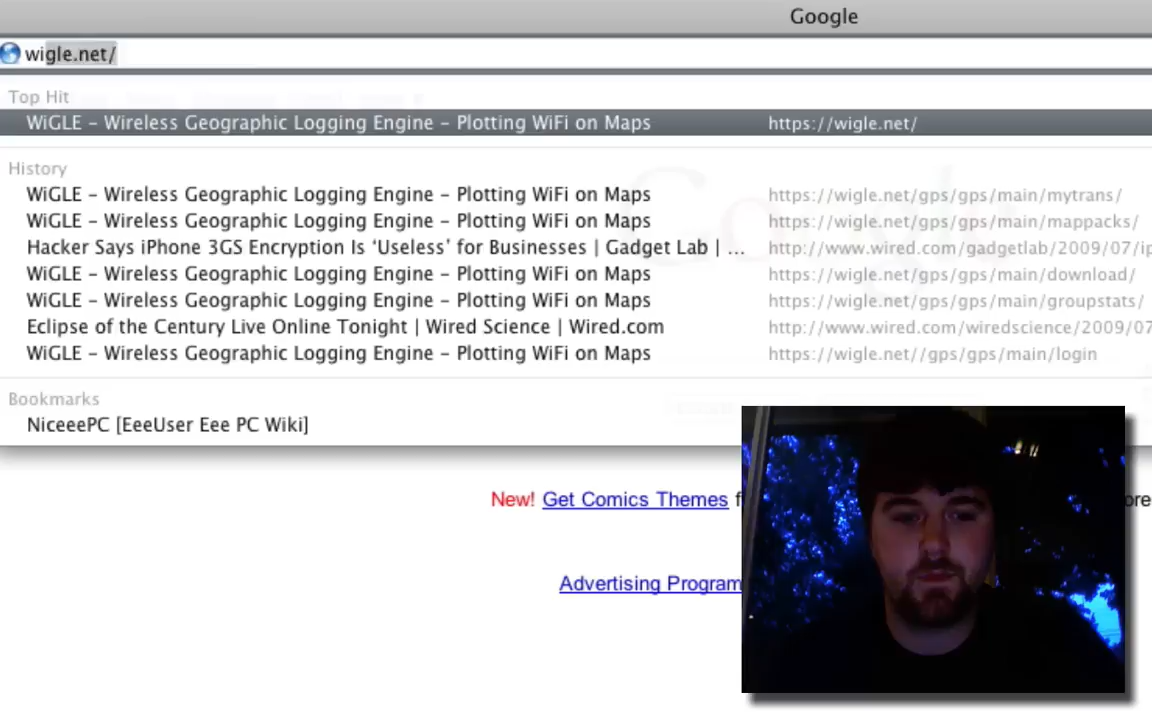 Google
wigle.net/
Top Hit
WiGLE – Wireless Geographic Logging Engine – Plotting WiFi on Maps https://wigle.net/
History
WiGLE – Wireless Geographic Logging Engine – Plotting WiFi on Maps https://wigle.net/gps/gps/main/mytrans/
WiGLE – Wireless Geographic Logging Engine – Plotting WiFi on Maps https://wigle.net/gps/gps/main/mappacks/
Hacker Says iPhone 3GS Encryption Is ‘Useless’ for Businesses | Gadget Lab | ... http://www.wired.com/gadgetlab/2009/07/ip
WiGLE – Wireless Geographic Logging Engine – Plotting WiFi on Maps https://wigle.net/gps/gps/main/download/
WiGLE – Wireless Geographic Logging Engine – Plotting WiFi on Maps https://wigle.net/gps/gps/main/groupstats/
Eclipse of the Century Live Online Tonight | Wired Science | Wired.com http://www.wired.com/wiredscience/2009/07
WiGLE – Wireless Geographic Logging Engine – Plotting WiFi on Maps https://wigle.net//gps/gps/main/login
Bookmarks
NiceeePC [EeeUser Eee PC Wiki]
New! Get Comics Themes f
Advertising Program